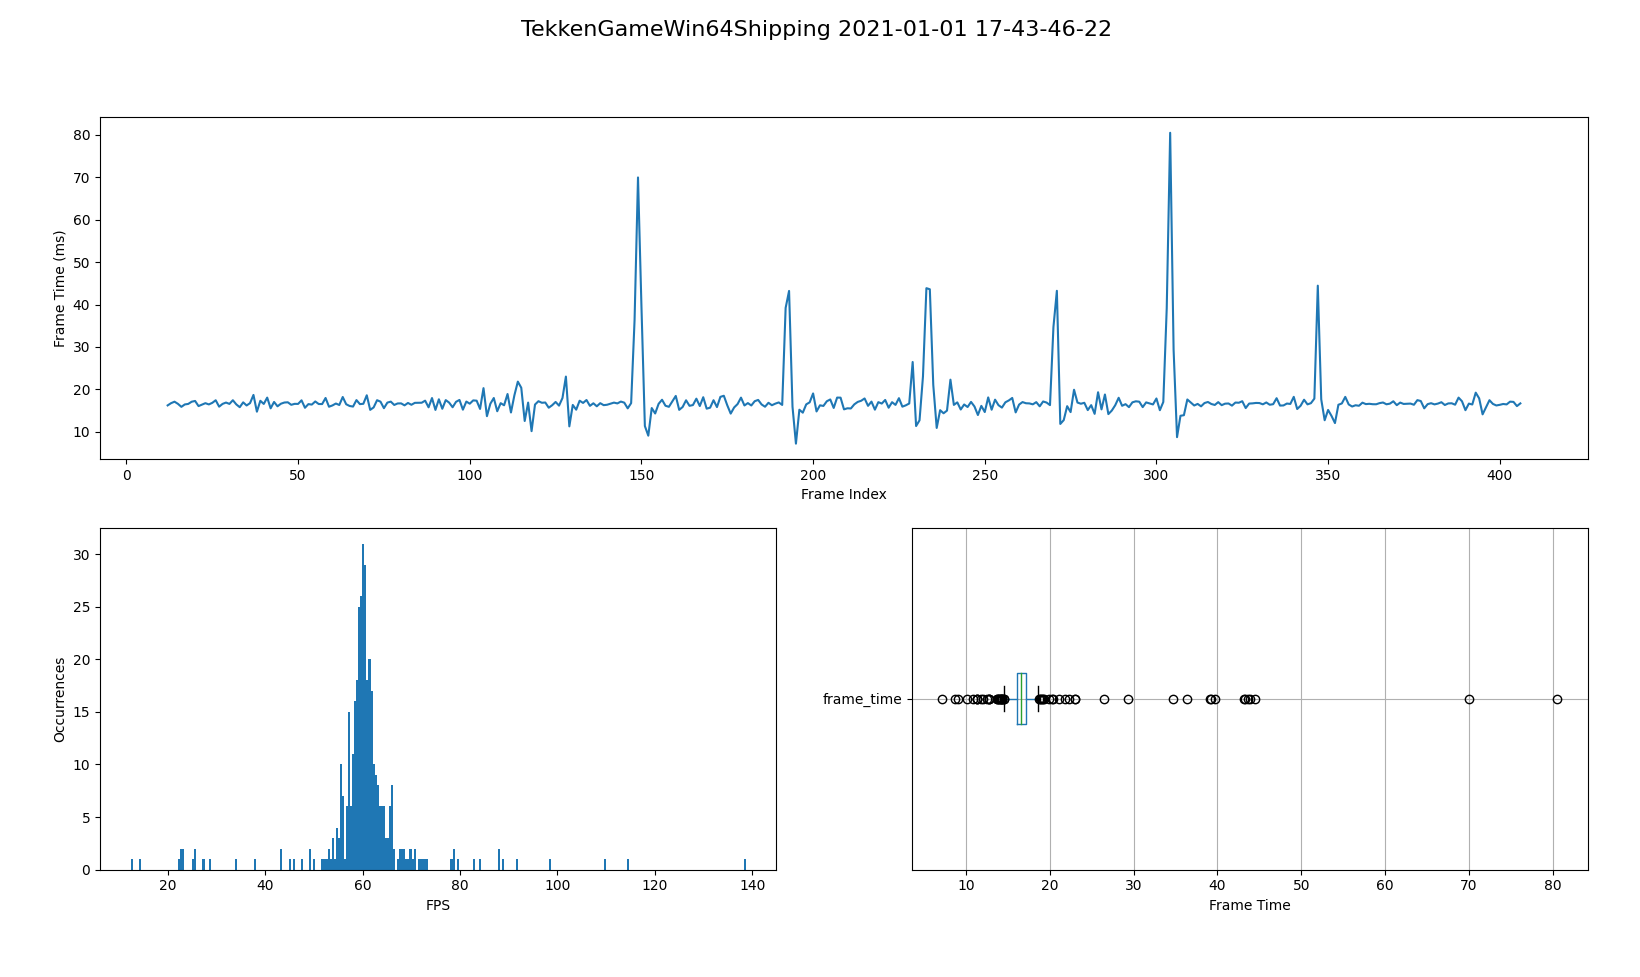 TekkenGameWin64Shipping 2021-01-01 17-43-46-22
Frame Time (ms)
80
70
60
50
40
30
20
10
0 50 100 150 200 250 300 350 400
Frame Index
Occurrences
30
25
20
15
10
5
0
20 40 60 80 100 120 140
FPS
frame_time
10 20 30 40 50 60 70 80
Frame Time